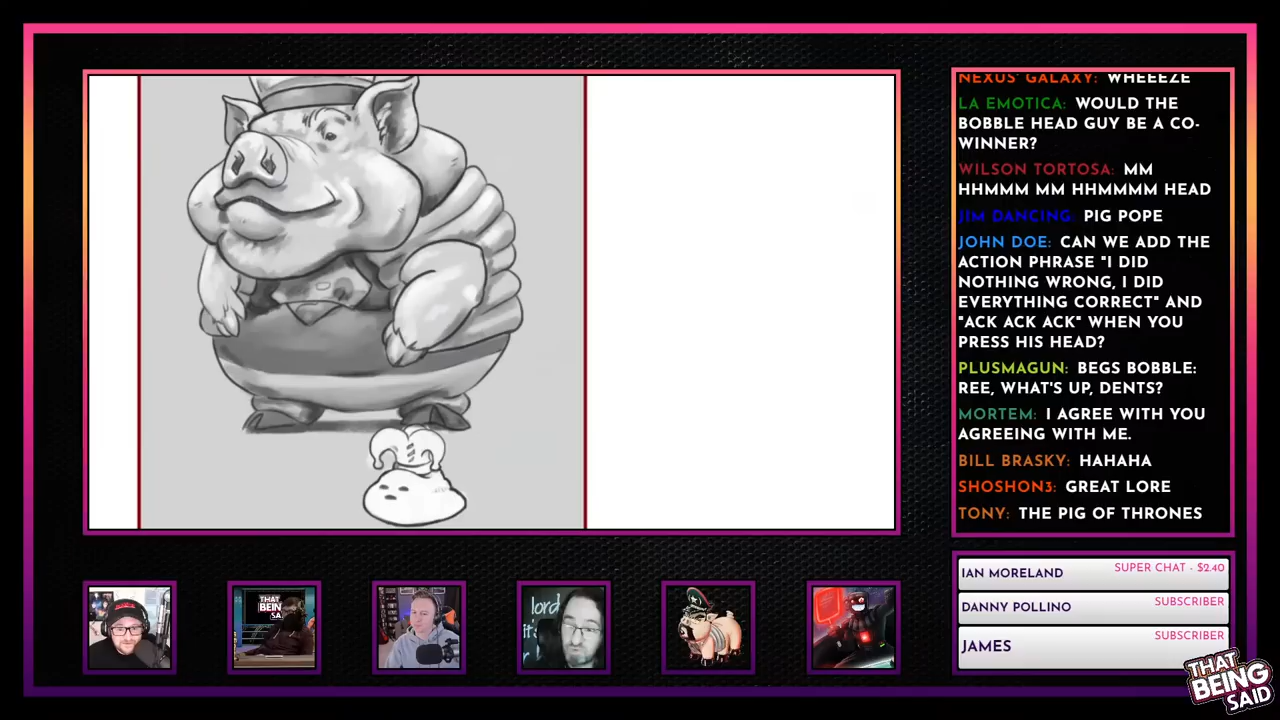 NEXUS' GALAXY: WHEEEZE
LA EMOTICA: WOULD THE
BOBBLE HEAD GUY BE A CO-
WINNER?
WILSON TORTOSA: MM
HHMMM MM HHMMMM HEAD
JIM DANCING: PIG POPE
JOHN DOE: CAN WE ADD THE
ACTION PHRASE "I DID
NOTHING WRONG, I DID
EVERYTHING CORRECT" AND
"ACK ACK ACK" WHEN YOU
PRESS HIS HEAD?
PLUSMAGUN: BEGS BOBBLE:
REE, WHAT'S UP, DENTS?
MORTEM: I AGREE WITH YOU
AGREEING WITH ME.
BILL BRASKY: HAHAHA
SHOSHON3: GREAT LORE
TONY: THE PIG OF THRONES
IAN MORELAND SUPER CHAT - $2.40
DANNY POLLINO SUBSCRIBER
JAMES SUBSCRIBER
THAT
BEING
SAID
lord